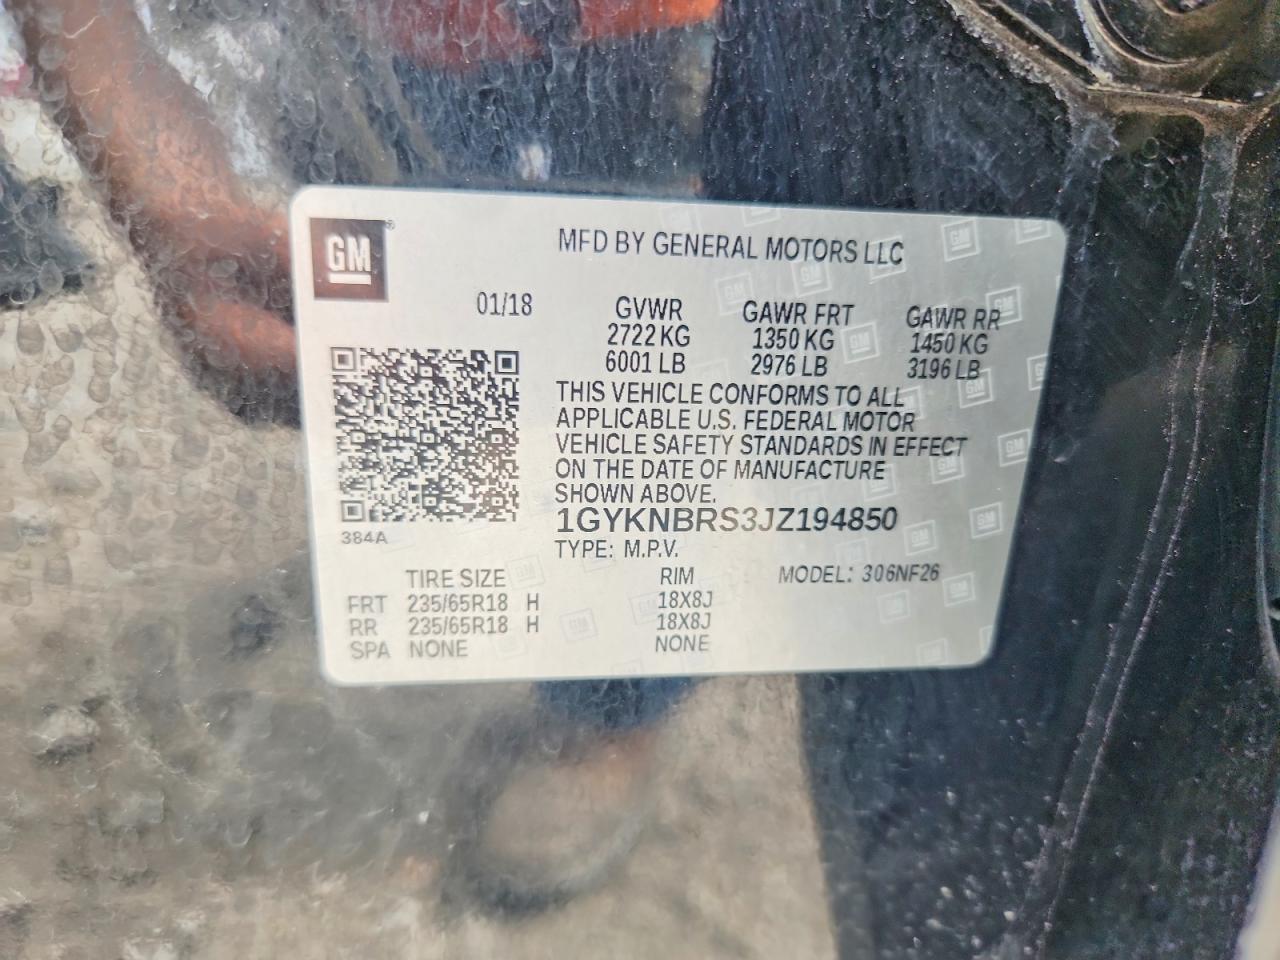 GM
MFD BY GENERAL MOTORS LLC
01/18 GVWR GAWR FRT GAWR RR
2722 KG 1350 KG 1450 KG
6001 LB 2976 LB 3196 LB
THIS VEHICLE CONFORMS TO ALL
APPLICABLE U.S. FEDERAL MOTOR
VEHICLE SAFETY STANDARDS IN EFFECT
ON THE DATE OF MANUFACTURE
SHOWN ABOVE.
1GYKNBRS3JZ194850
384A
TYPE: M.P.V.
TIRE SIZE RIM MODEL: 306NF26
FRT 235/65R18 H 18X8J
RR 235/65R18 H 18X8J
SPA NONE NONE